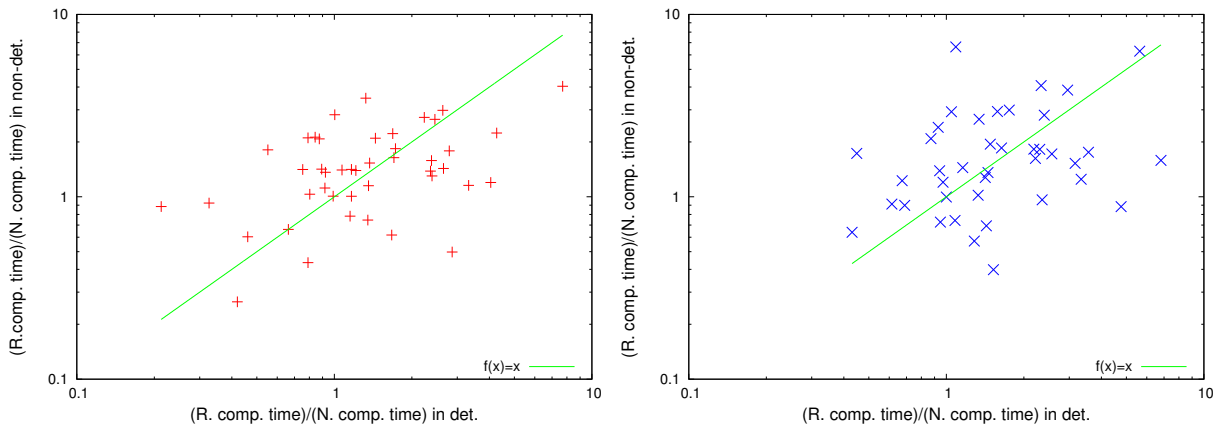 10
1
0.1
(R.comp. time)/(N. comp. time) in non-det.
f(x)=x
0.1
1
10
(R. comp. time)/(N. comp. time) in det.
10
1
0.1
(R. comp. time)/(N. comp. time) in non-det.
f(x)=x
0.1
1
10
(R. comp. time)/(N. comp. time) in det.